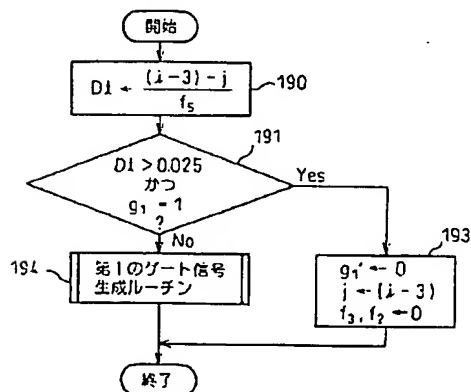 開始
Dl ← (i-3)-j / f5
190
191
Dl > 0.025
かつ
g1 = 1
?
Yes
No
193
194
第1のゲート信号
生成ルーチン
g1' ← 0
j ← (i-3)
f3, f2 ← 0
終了